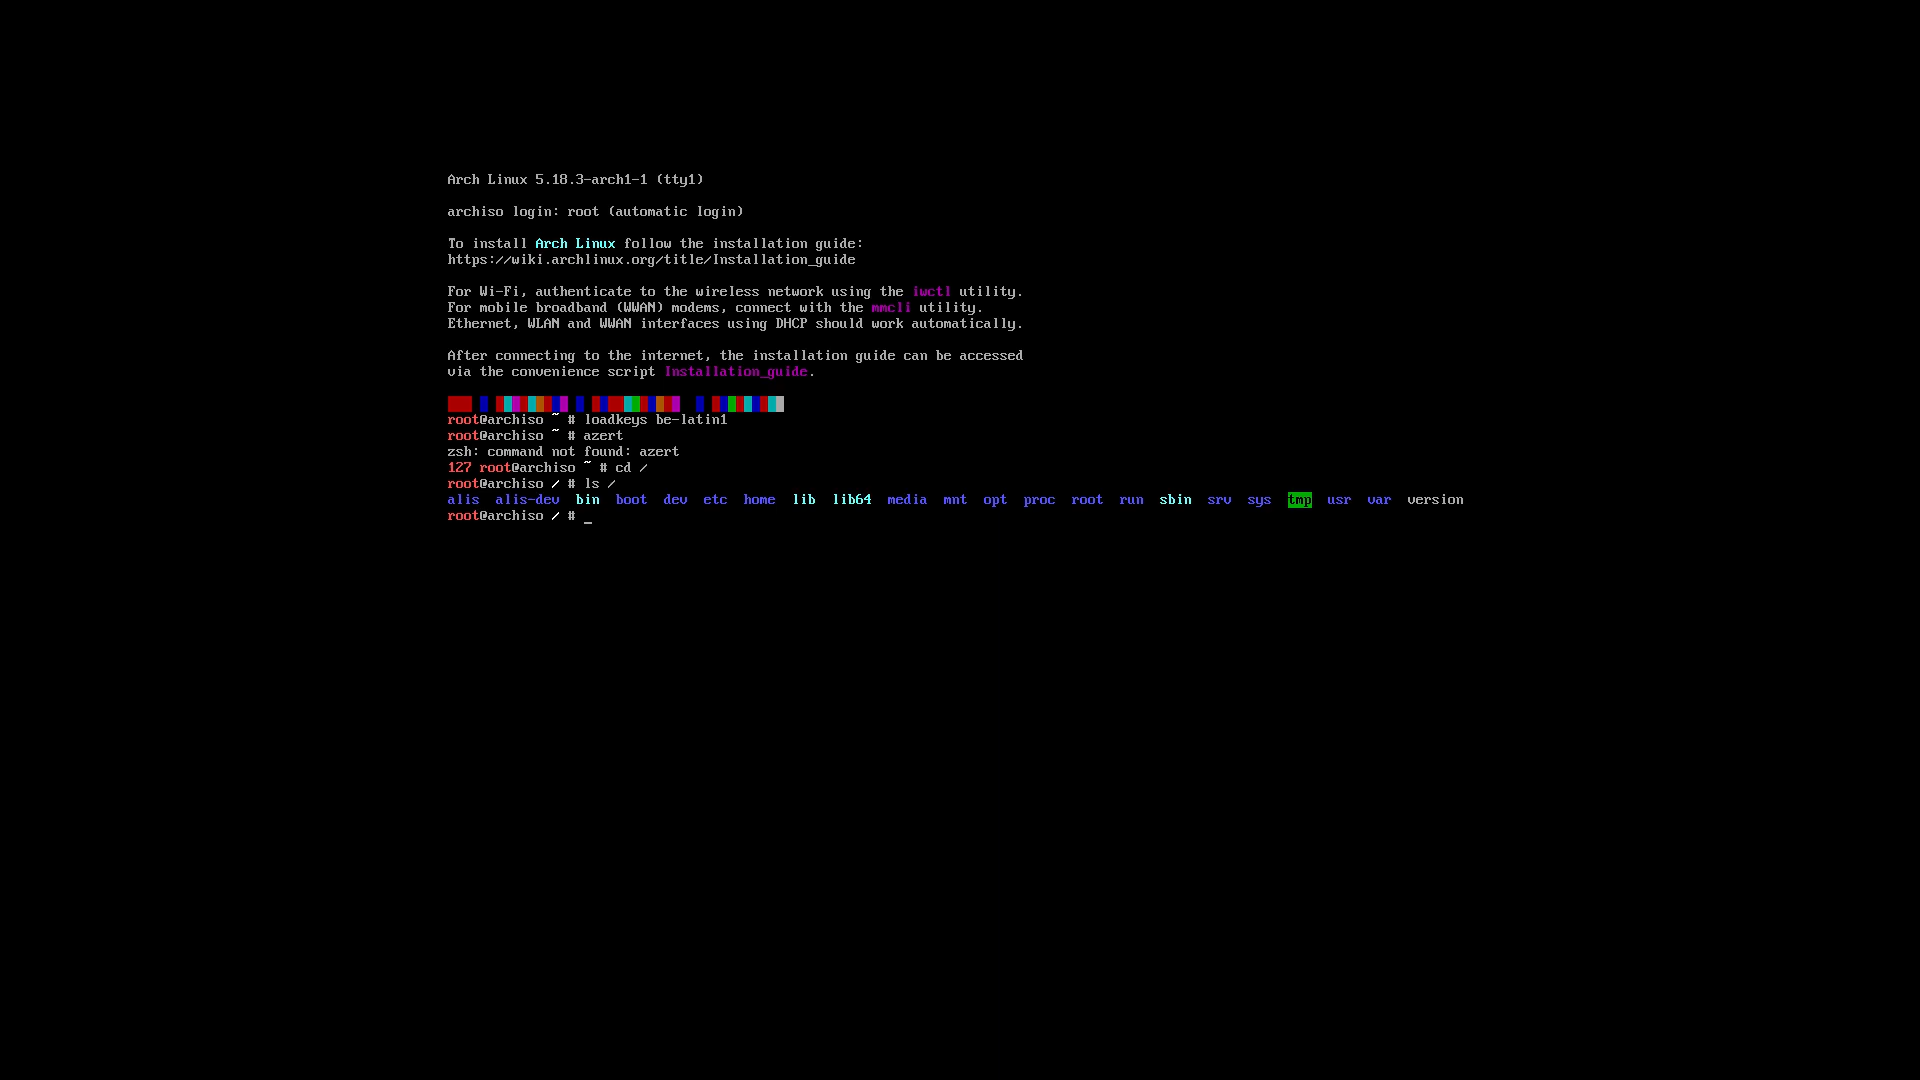 Arch Linux 5.18.3-arch1-1 (tty1)
archiso login: root (automatic login)
To install Arch Linux follow the installation guide:
https://wiki.archlinux.org/title/Installation_guide
For Wi-Fi, authenticate to the wireless network using the iwctl utility.
For mobile broadband (WWAN) modems, connect with the mmcli utility.
Ethernet, WLAN and WWAN interfaces using DHCP should work automatically.
After connecting to the internet, the installation guide can be accessed
via the convenience script Installation_guide.
root@archiso ~ # loadkeys be-latin1
root@archiso ~ # azert
zsh: command not found: azert
127 root@archiso ~ # cd /
root@archiso / # ls /
alis  alis-dev  bin  boot  dev  etc  home  lib  lib64  media  mnt  opt  proc  root  run  sbin  srv  sys  tmp  usr  var  version
root@archiso / # _